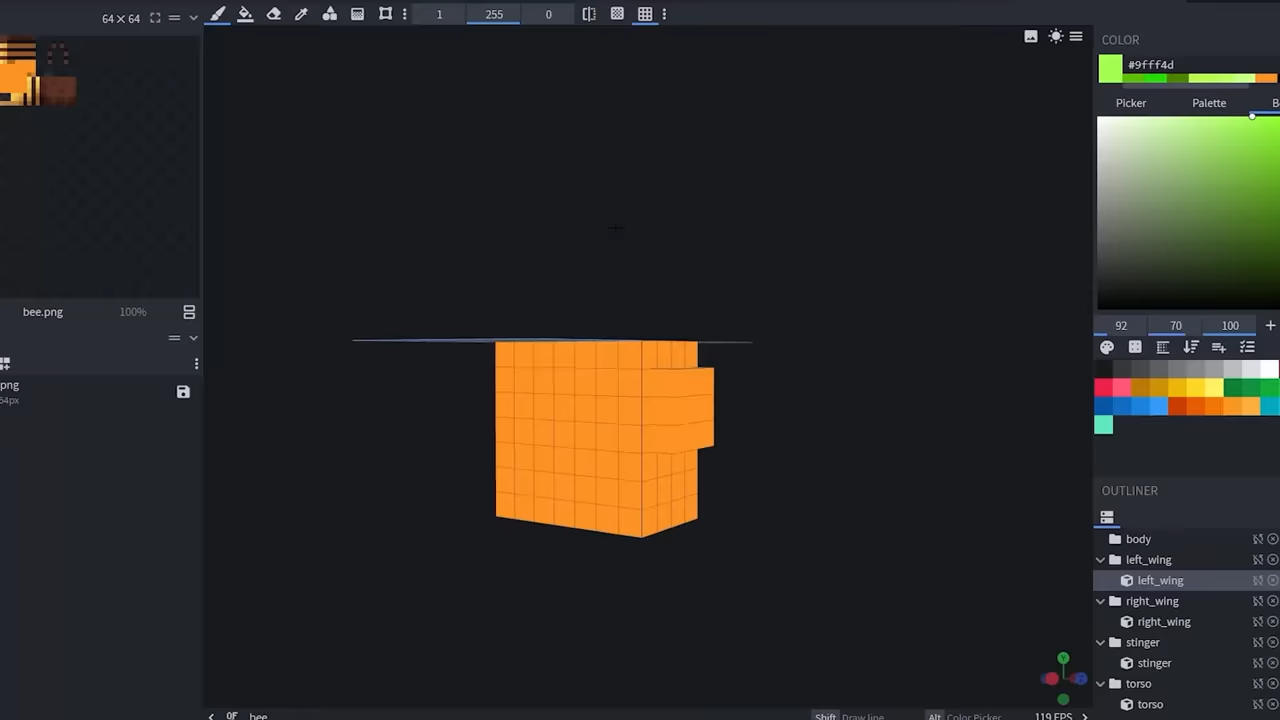 64 × 64
1
255
0
COLOR
#9fff4d
Picker
Palette
B
bee.png
100%
92
70
100
png
64px
OUTLINER
body
left_wing
left_wing
right_wing
right_wing
stinger
stinger
torso
torso
0F
bee
Shift Draw line
Alt Color Picker
119 FPS
Y